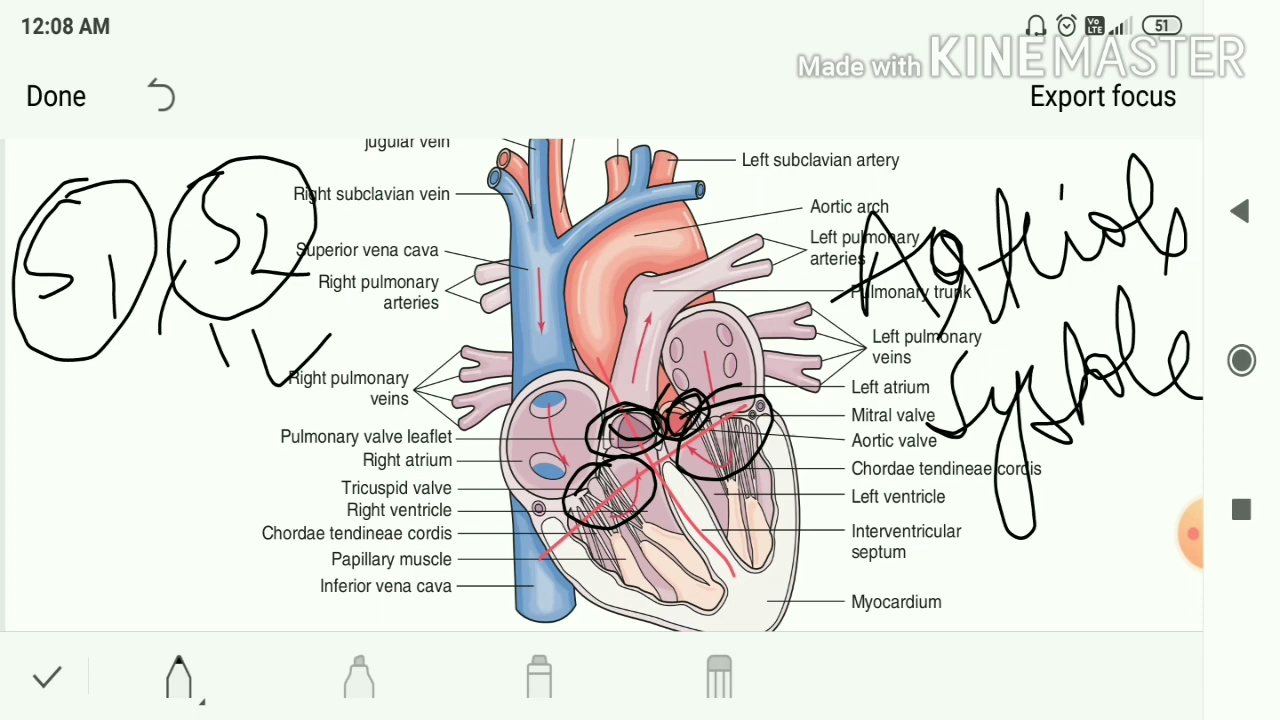 12:08 AM
Vo
LTE
51
Made with KINEMASTER
Done
Export focus
jugular vein
Left subclavian artery
Right subclavian vein
Aortic arch
S1
S2
Superior vena cava
Left pulmonary
arteries
Right pulmonary
arteries
Pulmonary trunk
Left pulmonary
veins
Right pulmonary
veins
Left atrium
Mitral valve
Pulmonary valve leaflet
Aortic valve
Right atrium
Chordae tendineae cordis
Tricuspid valve
Left ventricle
Right ventricle
Chordae tendineae cordis
Interventricular
septum
Papillary muscle
Inferior vena cava
Myocardium